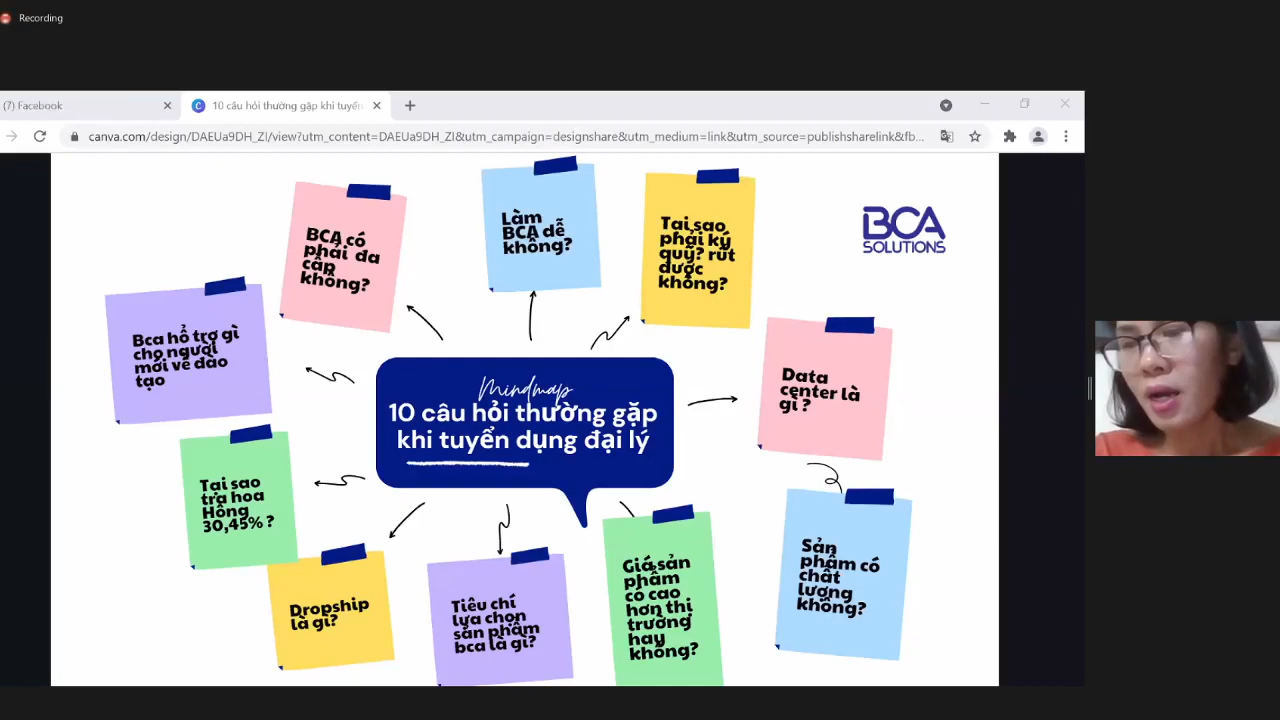 Recording
(7) Facebook
10 câu hỏi thường gặp khi tuyển
canva.com/design/DAEUa9DH_ZI/view?utm_content=DAEUa9DH_ZI&utm_campaign=designshare&utm_medium=link&utm_source=publishsharelink&fb...
BCA
SOLUTIONS
BCA có
phải đa
cấp
không?
Làm
BCA dễ
không?
Tại sao
phải ký
quỹ? rút
được
không?
Bca hỗ trợ gì
cho người
mới về đào
tạo
Mindmap
10 câu hỏi thường gặp
khi tuyển dụng đại lý
Data
center là
gì ?
Tại sao
trả hoa
Hồng
30,45% ?
Dropship
là gì?
Tiêu chí
lựa chọn
sản phẩm
bca là gì?
Giá sản
phẩm
có cao
hơn thị
trường
hay
không?
Sản
phẩm có
chất
lượng
không?